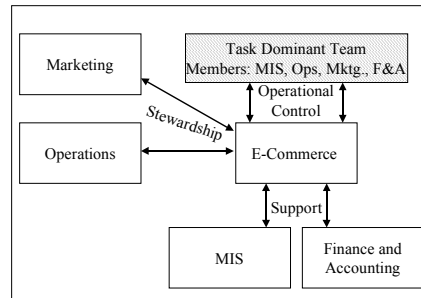 Task Dominant Team
Members: MIS, Ops, Mktg., F&A
Marketing
Operational
Control
Stewardship
Operations
E-Commerce
Support
MIS
Finance and
Accounting